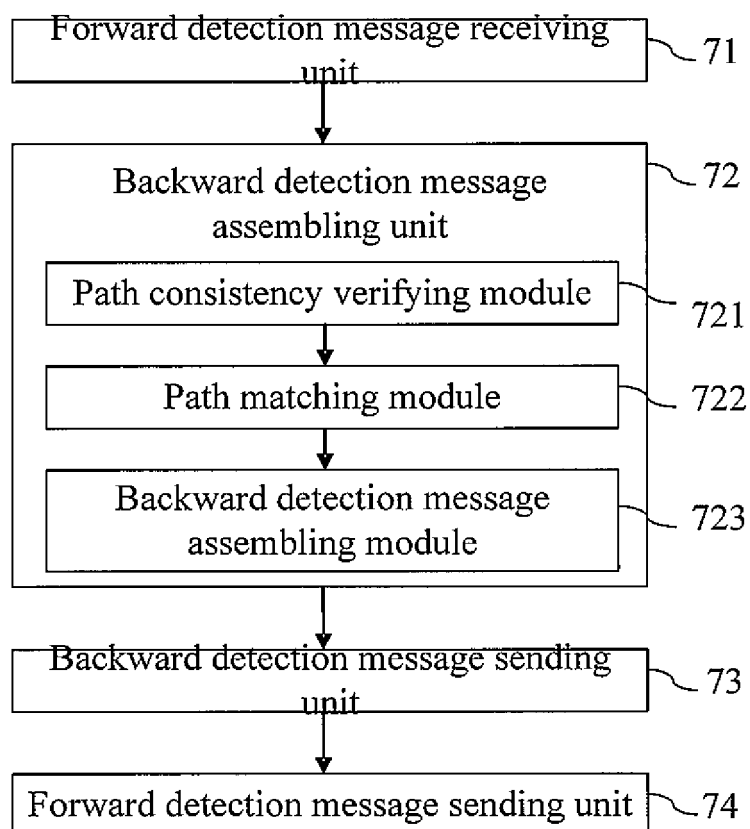 Forward detection message receiving
unit
71
Backward detection message
assembling unit
72
Path consistency verifying module
721
Path matching module
722
Backward detection message
assembling module
723
Backward detection message sending
unit
73
Forward detection message sending unit
74